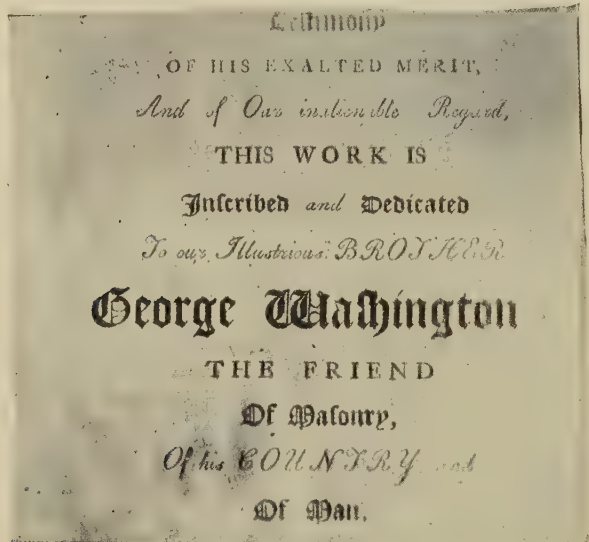 Teſtimony
OF HIS EXALTED MERIT,
And of Our inalienable Regard,
THIS WORK IS
Inſcribed and Dedicated
To our Illustrious BROTHER
George Waſhington
THE FRIEND
Of Maſonry,
Of his COUNTRY and
Of Man.